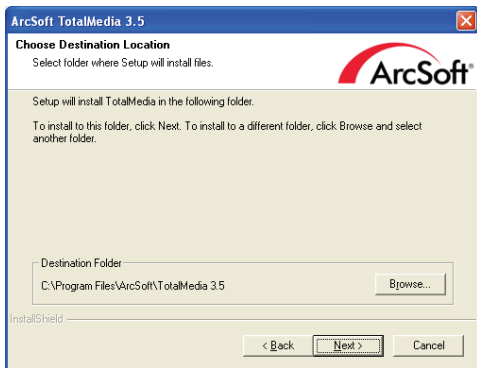 ArcSoft TotalMedia 3.5
Choose Destination Location
Select folder where Setup will install files.
ArcSoft®
Setup will install TotalMedia in the following folder.
To install to this folder, click Next. To install to a different folder, click Browse and select
another folder.
Destination Folder
C:\Program Files\ArcSoft\TotalMedia 3.5
Browse...
InstallShield
< Back
Next >
Cancel